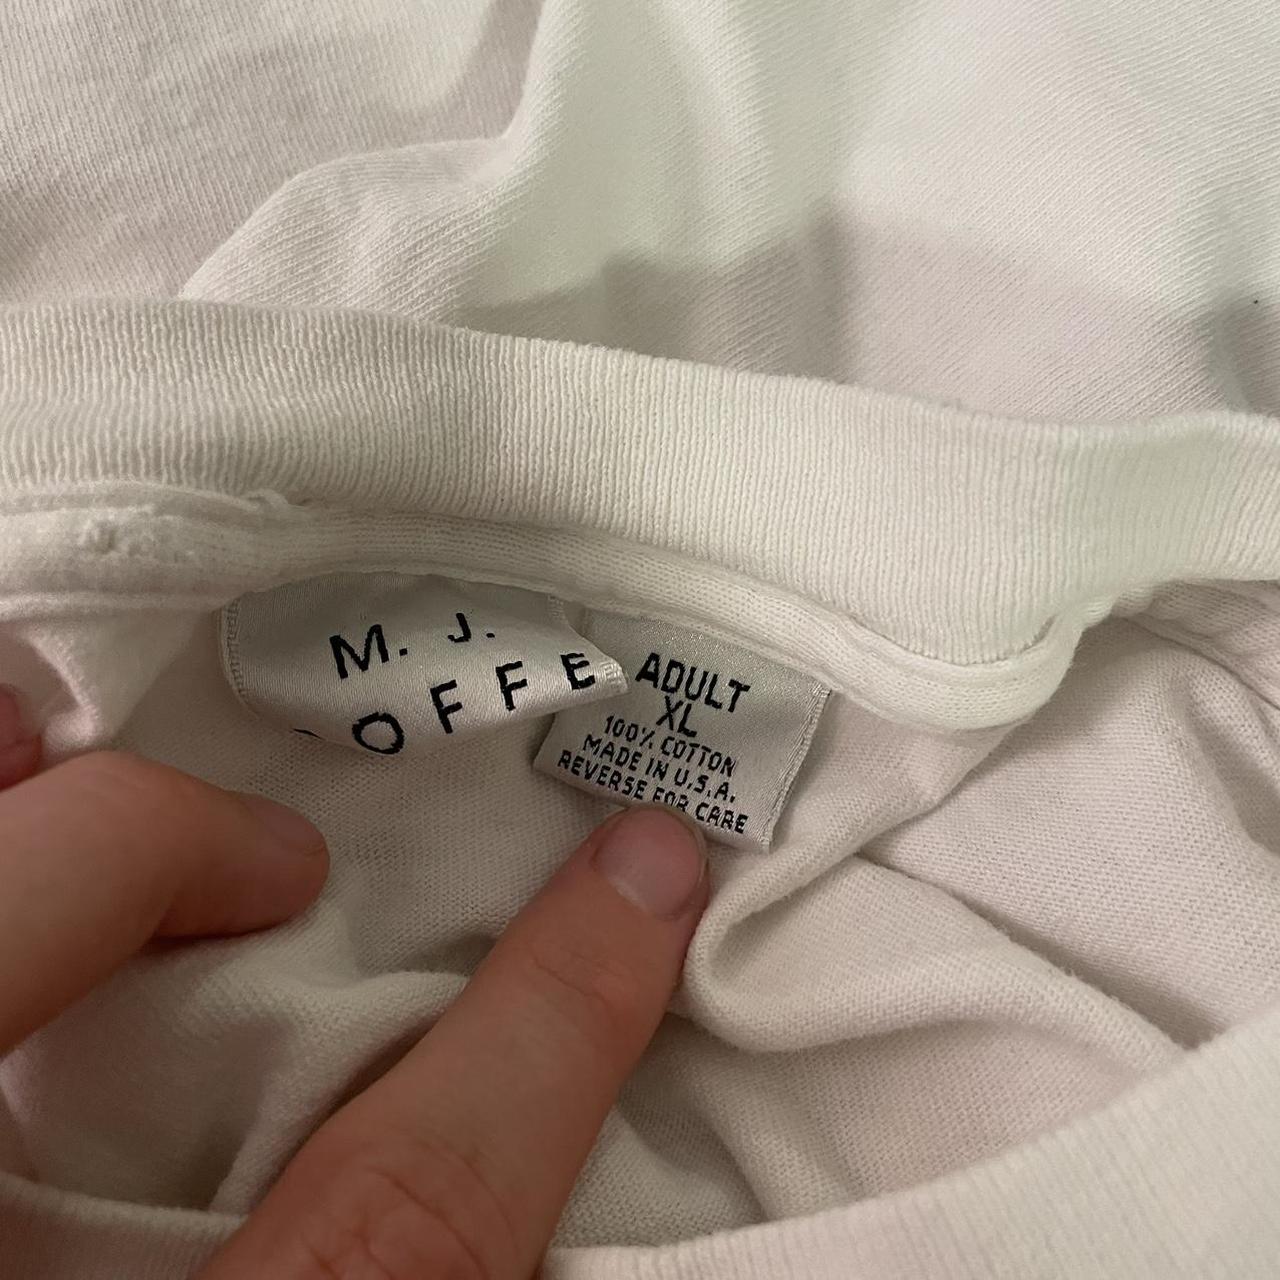 M. J.
OFFE
ADULT
XL
100% COTTON
MADE IN U.S.A.
REVERSE FOR CARE